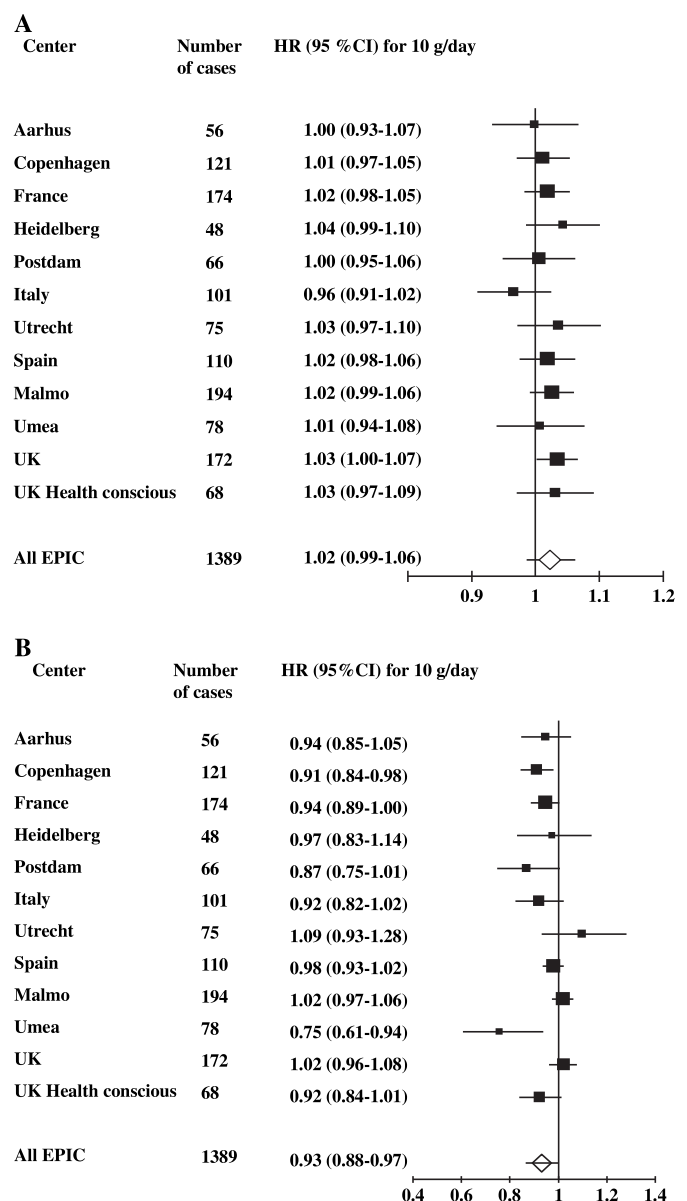 A
Center Number HR (95 %CI) for 10 g/day
of cases
Aarhus 56 1.00 (0.93-1.07)
Copenhagen 121 1.01 (0.97-1.05)
France 174 1.02 (0.98-1.05)
Heidelberg 48 1.04 (0.99-1.10)
Postdam 66 1.00 (0.95-1.06)
Italy 101 0.96 (0.91-1.02)
Utrecht 75 1.03 (0.97-1.10)
Spain 110 1.02 (0.98-1.06)
Malmo 194 1.02 (0.99-1.06)
Umea 78 1.01 (0.94-1.08)
UK 172 1.03 (1.00-1.07)
UK Health conscious 68 1.03 (0.97-1.09)
All EPIC 1389 1.02 (0.99-1.06)
0.9 1 1.1 1.2
B
Center Number HR (95%CI) for 10 g/day
of cases
Aarhus 56 0.94 (0.85-1.05)
Copenhagen 121 0.91 (0.84-0.98)
France 174 0.94 (0.89-1.00)
Heidelberg 48 0.97 (0.83-1.14)
Postdam 66 0.87 (0.75-1.01)
Italy 101 0.92 (0.82-1.02)
Utrecht 75 1.09 (0.93-1.28)
Spain 110 0.98 (0.93-1.02)
Malmo 194 1.02 (0.97-1.06)
Umea 78 0.75 (0.61-0.94)
UK 172 1.02 (0.96-1.08)
UK Health conscious 68 0.92 (0.84-1.01)
All EPIC 1389 0.93 (0.88-0.97)
0.4 0.6 0.8 1 1.2 1.4